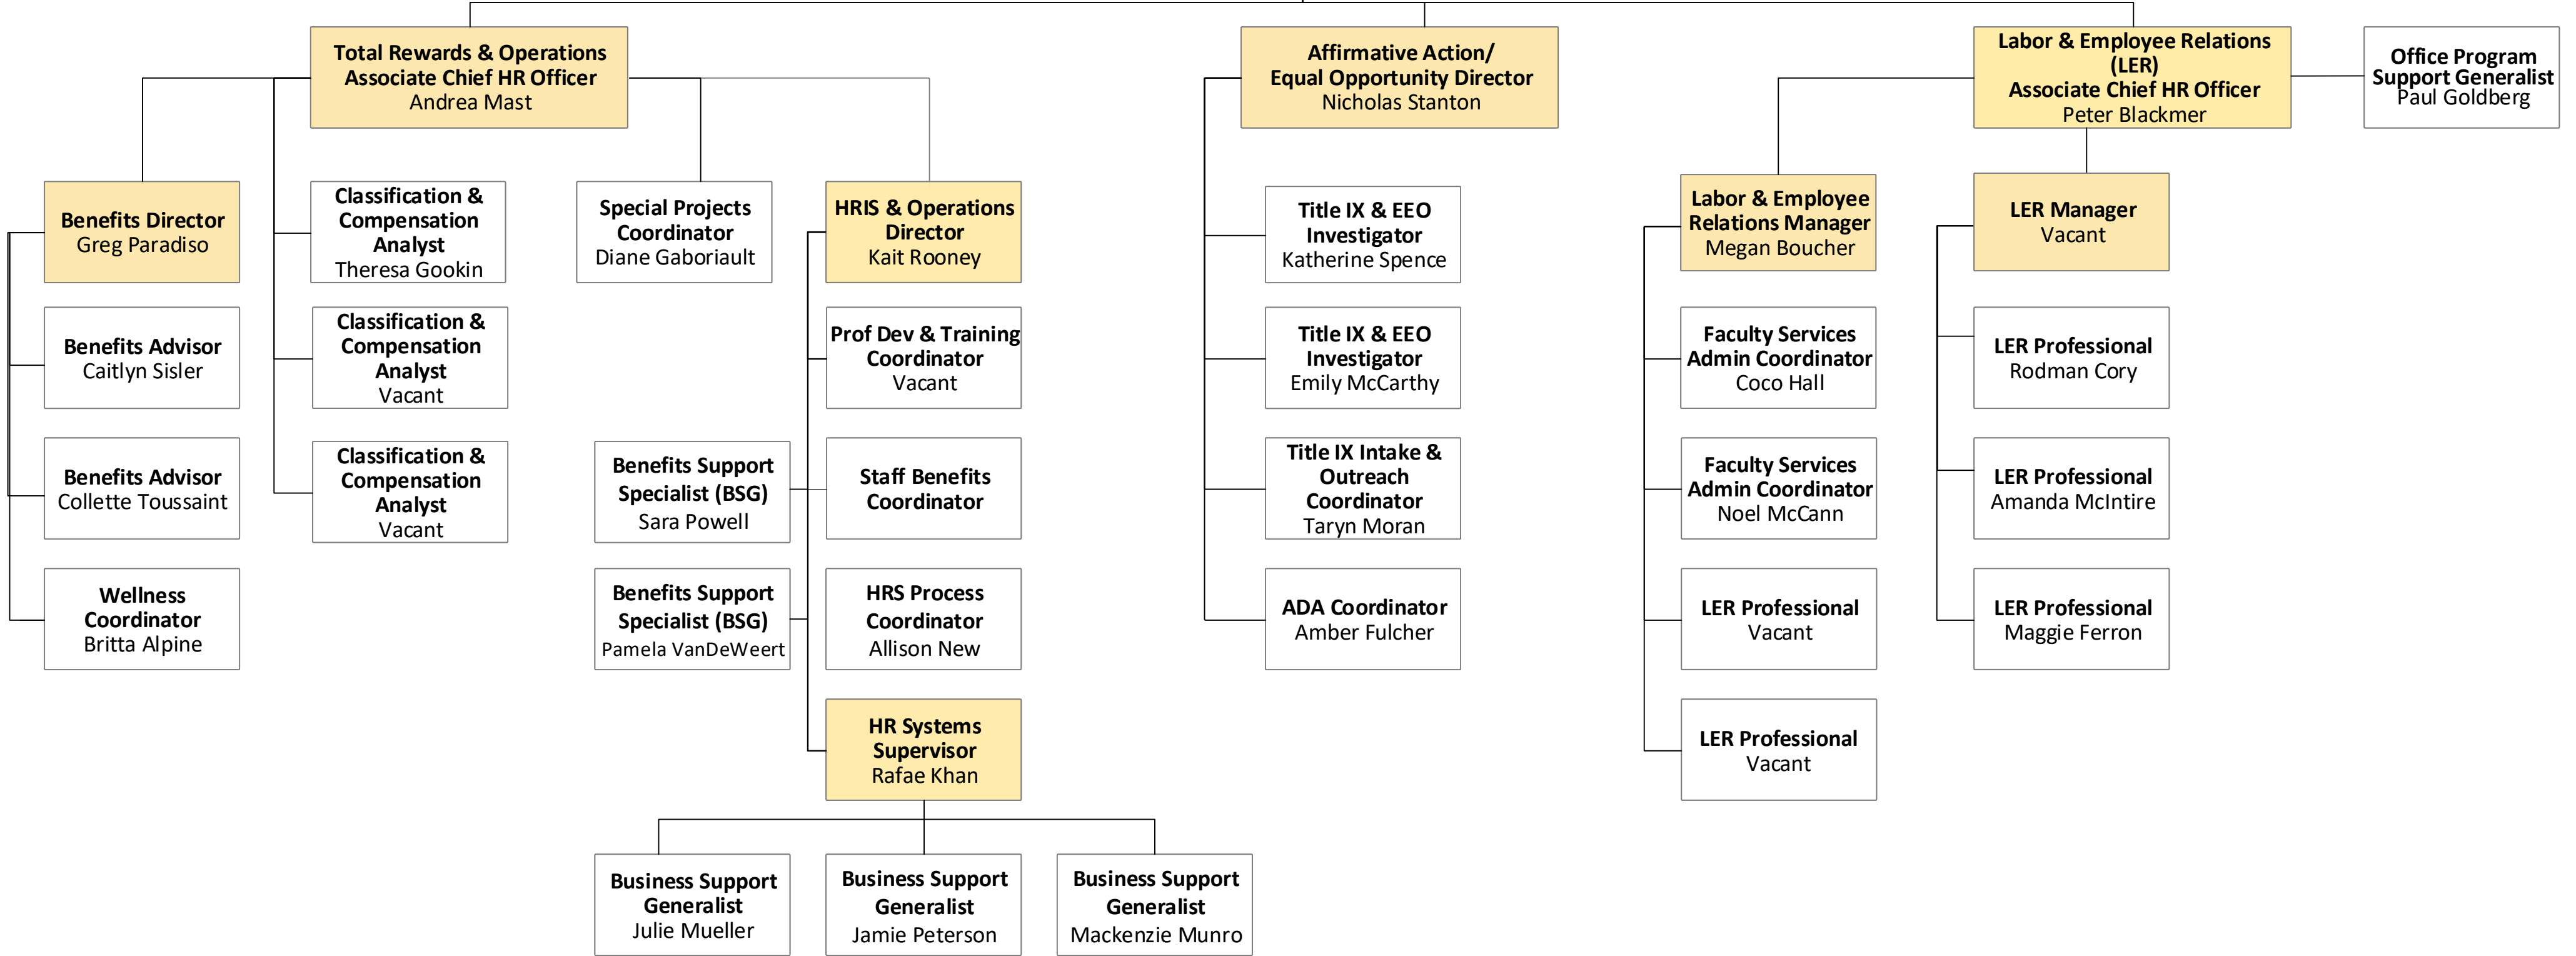 Total Rewards & Operations
Associate Chief HR Officer
Andrea Mast
Affirmative Action/
Equal Opportunity Director
Nicholas Stanton
Labor & Employee Relations
(LER)
Associate Chief HR Officer
Peter Blackmer
Office Program
Support Generalist
Paul Goldberg
Benefits Director
Greg Paradiso
Classification &
Compensation
Analyst
Theresa Gookin
Special Projects
Coordinator
Diane Gaboriault
HRIS & Operations
Director
Kait Rooney
Title IX & EEO
Investigator
Katherine Spence
Labor & Employee
Relations Manager
Megan Boucher
LER Manager
Vacant
Benefits Advisor
Caitlyn Sisler
Classification &
Compensation
Analyst
Vacant
Prof Dev & Training
Coordinator
Vacant
Title IX & EEO
Investigator
Emily McCarthy
Faculty Services
Admin Coordinator
Coco Hall
LER Professional
Rodman Cory
Benefits Advisor
Collette Toussaint
Classification &
Compensation
Analyst
Vacant
Benefits Support
Specialist (BSG)
Sara Powell
Staff Benefits
Coordinator
Title IX Intake &
Outreach
Coordinator
Taryn Moran
Faculty Services
Admin Coordinator
Noel McCann
LER Professional
Amanda McIntire
Wellness
Coordinator
Britta Alpine
Benefits Support
Specialist (BSG)
Pamela VanDeWeert
HRS Process
Coordinator
Allison New
ADA Coordinator
Amber Fulcher
LER Professional
Vacant
LER Professional
Maggie Ferron
HR Systems
Supervisor
Rafae Khan
LER Professional
Vacant
Business Support
Generalist
Julie Mueller
Business Support
Generalist
Jamie Peterson
Business Support
Generalist
Mackenzie Munro